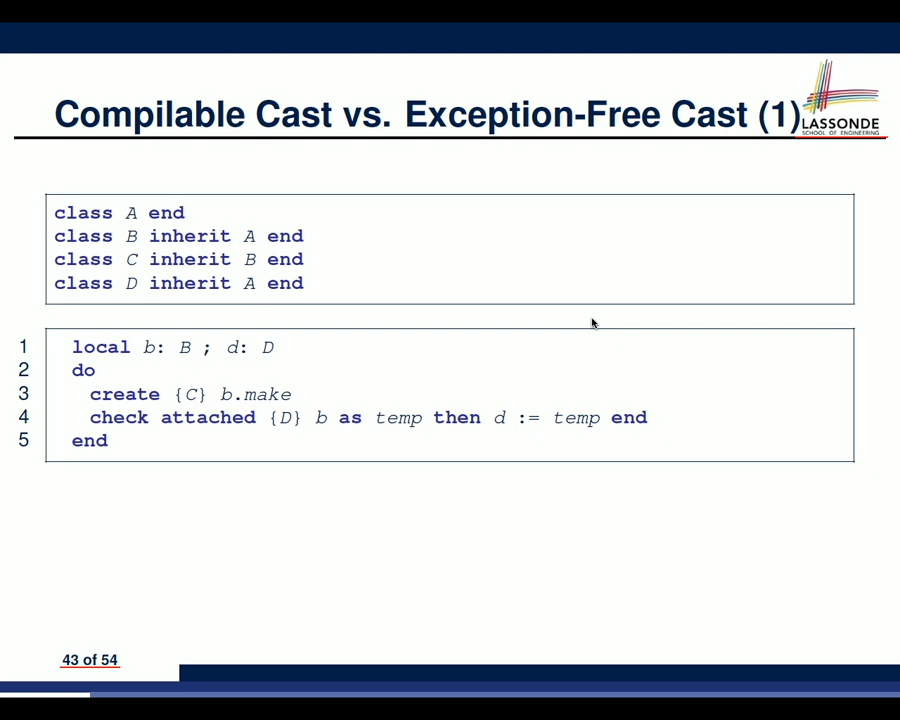 Compilable Cast vs. Exception-Free Cast (1)
LASSONDE
SCHOOL OF ENGINEERING
class A end
class B inherit A end
class C inherit B end
class D inherit A end
1 local b: B ; d: D
2 do
3 create {C} b.make
4 check attached {D} b as temp then d := temp end
5 end
43 of 54